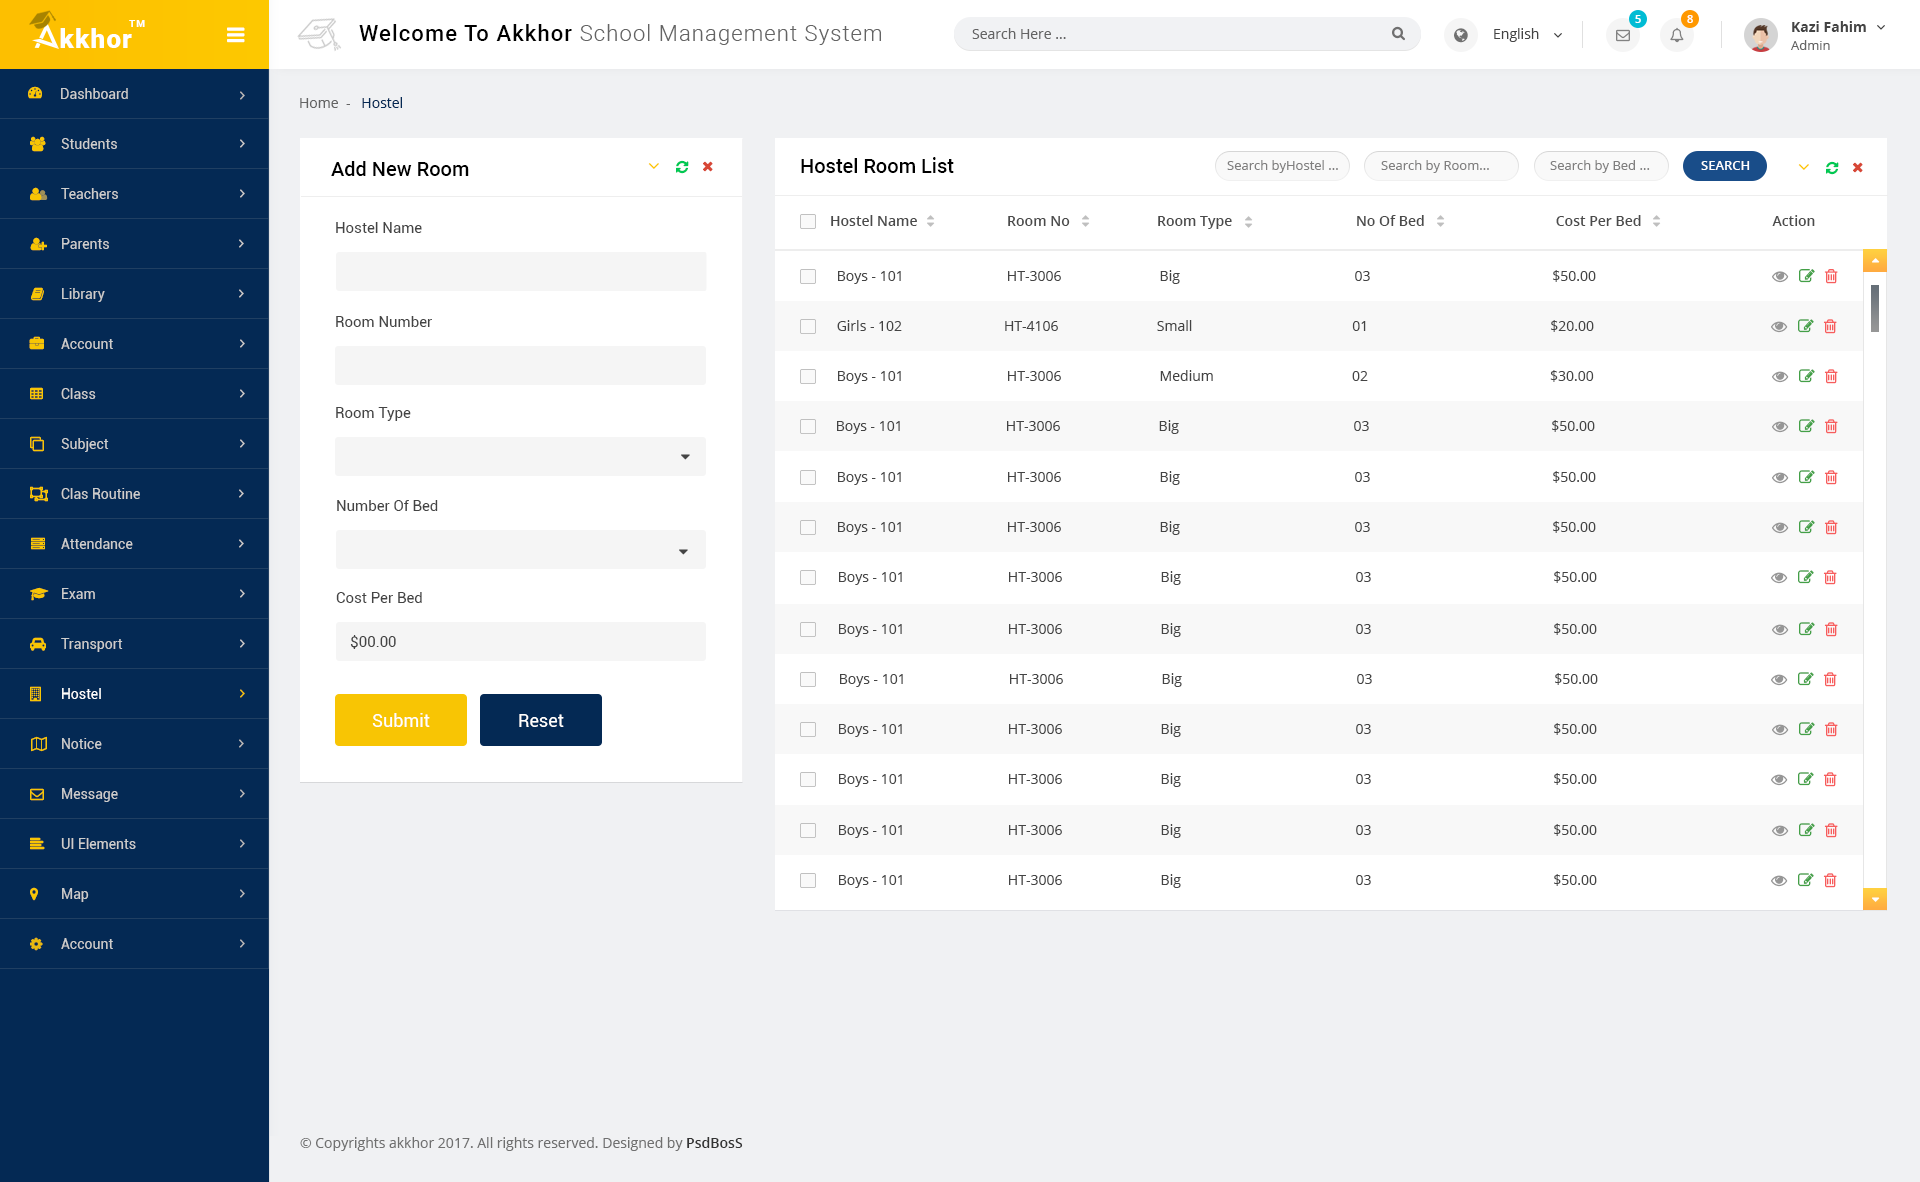 Akkhor™
Welcome To Akkhor School Management System
Search Here ...
English
5
8
Kazi Fahim
Admin
Dashboard
Students
Teachers
Parents
Library
Account
Class
Subject
Clas Routine
Attendance
Exam
Transport
Hostel
Notice
Message
UI Elements
Map
Account
Home - Hostel
Add New Room
Hostel Name
Room Number
Room Type
Number Of Bed
Cost Per Bed
$00.00
Submit Reset
Hostel Room List
Search byHostel ... Search by Room... Search by Bed ... SEARCH
Hostel Name Room No Room Type No Of Bed Cost Per Bed Action
Boys - 101 HT-3006 Big 03 $50.00
Girls - 102 HT-4106 Small 01 $20.00
Boys - 101 HT-3006 Medium 02 $30.00
Boys - 101 HT-3006 Big 03 $50.00
Boys - 101 HT-3006 Big 03 $50.00
Boys - 101 HT-3006 Big 03 $50.00
Boys - 101 HT-3006 Big 03 $50.00
Boys - 101 HT-3006 Big 03 $50.00
Boys - 101 HT-3006 Big 03 $50.00
Boys - 101 HT-3006 Big 03 $50.00
Boys - 101 HT-3006 Big 03 $50.00
Boys - 101 HT-3006 Big 03 $50.00
Boys - 101 HT-3006 Big 03 $50.00
© Copyrights akkhor 2017. All rights reserved. Designed by PsdBosS